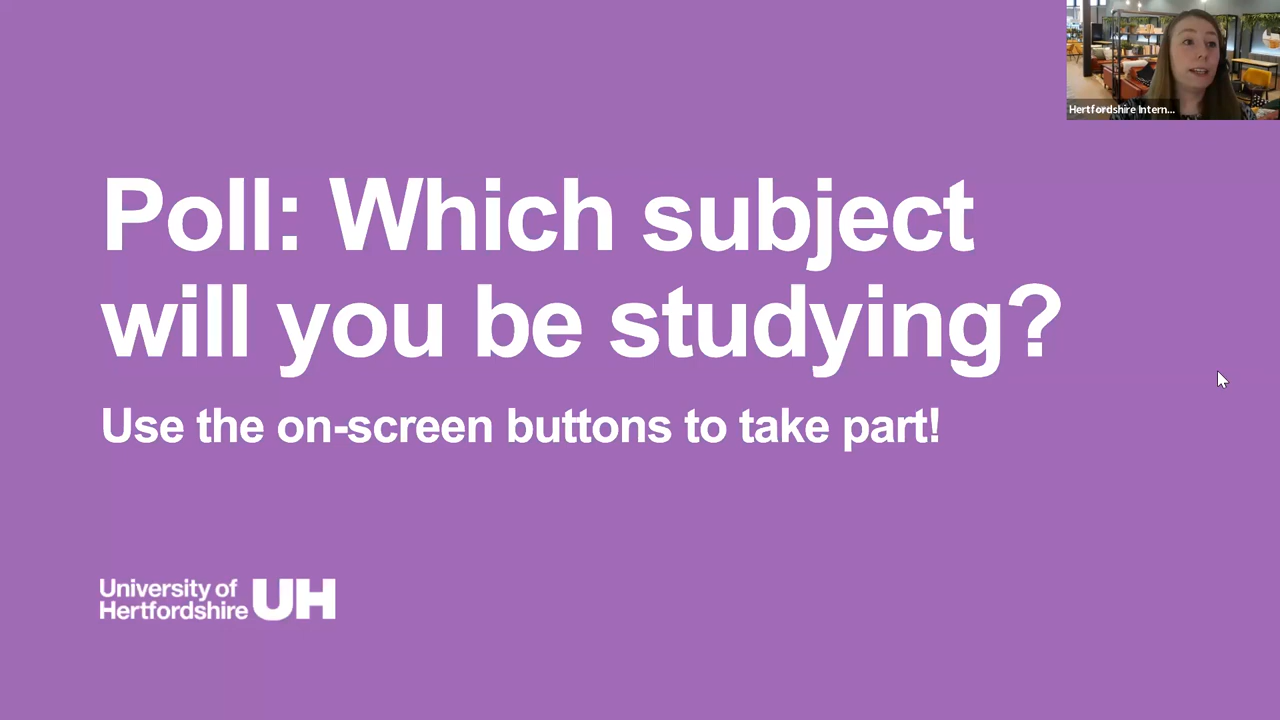 Hertfordshire Intern...
Poll: Which subject
will you be studying?
Use the on-screen buttons to take part!
University of
Hertfordshire UH